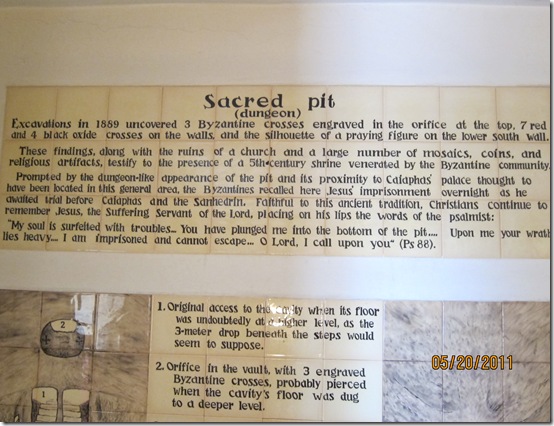 Sacred pit
(dungeon)
Excavations in 1889 uncovered 3 Byzantine crosses engraved in the orifice at the top, 7 red
and 4 black oxide crosses on the walls, and the silhouette of a praying figure on the lower south wall.
These findings, along with the ruins of a church and a large number of mosaics, coins, and
religious artifacts, testify to the presence of a 5th century shrine venerated by the Byzantine community.
Prompted by the dungeon-like appearance of the pit and its proximity to Caiaphas' palace thought to
have been located in this general area, the Byzantines recalled here Jesus' imprisonment overnight as he
awaited trial before Caiaphas and the Sanhedrin. Faithful to this ancient tradition, Christians continue to
remember Jesus, the Suffering Servant of the Lord, placing on his lips the words of the psalmist:
"My soul is surfeited with troubles... You have plunged me into the bottom of the pit.... Upon me your wrath
lies heavy... I am imprisoned and cannot escape... O Lord, I call upon you" (Ps 88).
1. Original access to the cavity when its floor
was undoubtedly at a higher level, as the
3-meter drop beneath the steps would
seem to suppose.
2. Orifice in the vault, with 3 engraved
Byzantine crosses, probably pierced
when the cavity's floor was dug
to a deeper level.
2
1
05/20/2011